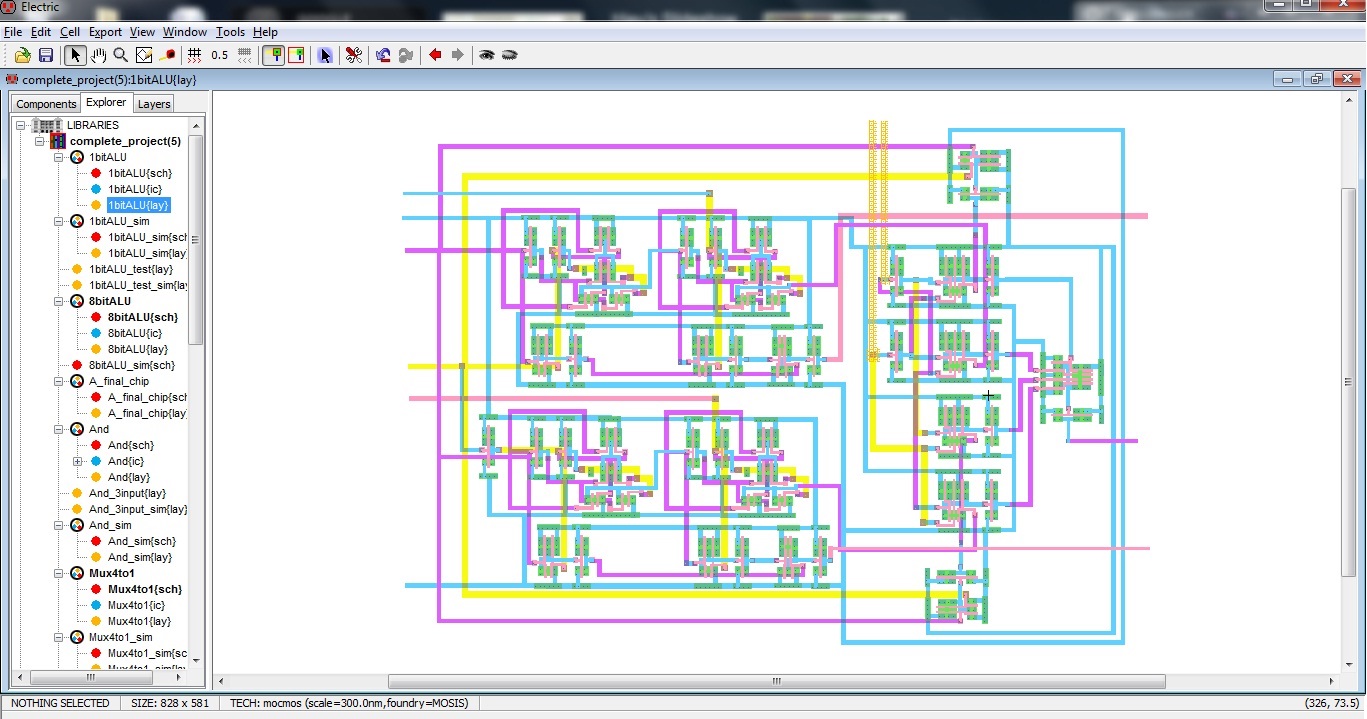 Electric
File Edit Cell Export View Window Tools Help
0.5
complete_project(5):1bitALU{lay}
Components Explorer Layers
LIBRARIES
complete_project(5)
1bitALU
1bitALU{sch}
1bitALU{ic}
1bitALU{lay}
1bitALU_sim
1bitALU_sim{sch
1bitALU_sim{lay
1bitALU_test{lay}
1bitALU_test_sim{lay
8bitALU
8bitALU{sch}
8bitALU{ic}
8bitALU{lay}
8bitALU_sim{sch}
A_final_chip
A_final_chip{sch
A_final_chip{lay
And
And{sch}
And{ic}
And{lay}
And_3input{lay}
And_3input_sim{lay}
And_sim
And_sim{sch}
And_sim{lay}
Mux4to1
Mux4to1{sch}
Mux4to1{ic}
Mux4to1{lay}
Mux4to1_sim
Mux4to1_sim{sc
Mux4to1_sim{lay
NOTHING SELECTED SIZE: 828 x 581 TECH: mocmos (scale=300.0nm,foundry=MOSIS) (326, 73.5)